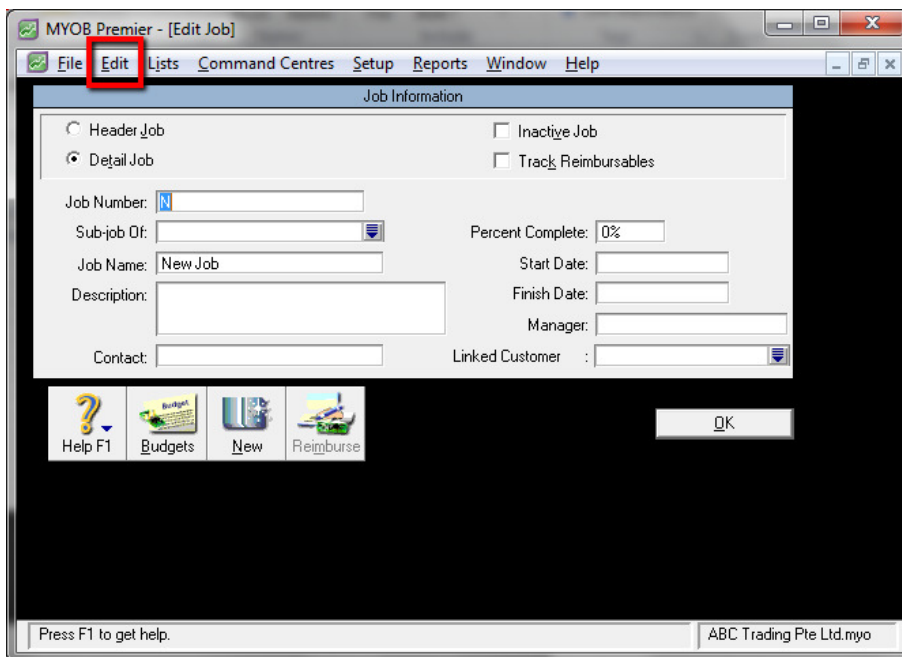 MYOB Premier - [Edit Job]
File Edit Lists Command Centres Setup Reports Window Help
Job Information
Header Job
Inactive Job
Detail Job
Track Reimbursables
Job Number: N
Sub-job Of:
Percent Complete: 0%
Job Name: New Job
Start Date:
Description:
Finish Date:
Manager:
Contact:
Linked Customer :
Help F1 Budgets New Reimburse
OK
Press F1 to get help.
ABC Trading Pte Ltd.myo